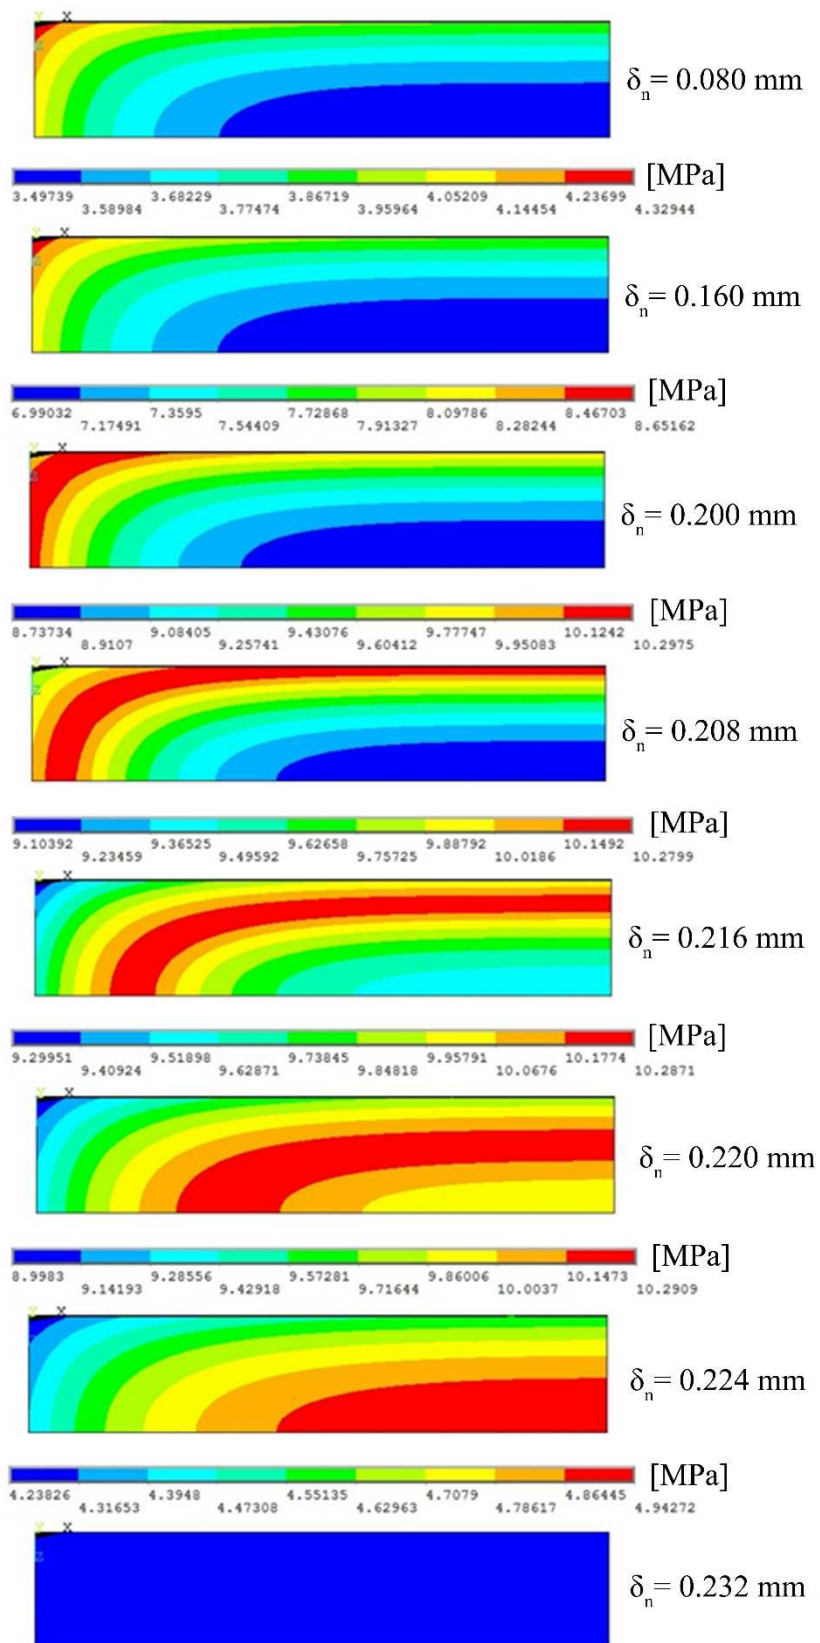 Y X
Z
δn= 0.080 mm
[MPa]
3.49739 3.68229 3.86719 4.05209 4.23699
3.58984 3.77474 3.95964 4.14454 4.32944
Y X
Z
δn= 0.160 mm
[MPa]
6.99032 7.3595 7.72868 8.09786 8.46703
7.17491 7.54409 7.91327 8.28244 8.65162
Y X
Z
δn= 0.200 mm
[MPa]
8.73734 9.08405 9.43076 9.77747 10.1242
8.9107 9.25741 9.60412 9.95083 10.2975
Y X
Z
δn= 0.208 mm
[MPa]
9.10392 9.36525 9.62658 9.88792 10.1492
9.23459 9.49592 9.75725 10.0186 10.2799
Y X
δn= 0.216 mm
[MPa]
9.29951 9.51898 9.73845 9.95791 10.1774
9.40924 9.62871 9.84818 10.0676 10.2871
Y X
δn= 0.220 mm
[MPa]
8.9983 9.28556 9.57281 9.86006 10.1473
9.14193 9.42918 9.71644 10.0037 10.2909
Y X
δn= 0.224 mm
[MPa]
4.23826 4.3948 4.55135 4.7079 4.86445
4.31653 4.47308 4.62963 4.78617 4.94272
Y X
Z
δn= 0.232 mm